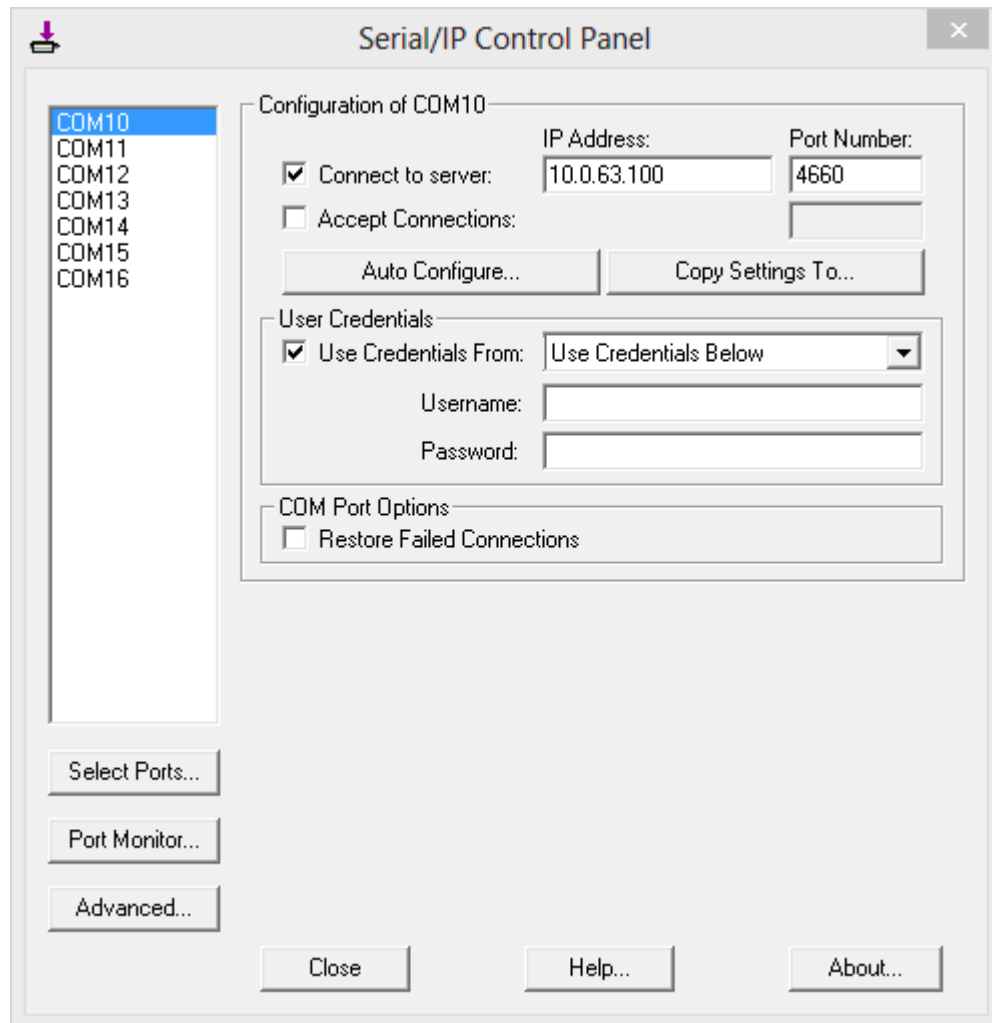 Serial/IP Control Panel
COM10
COM11
COM12
COM13
COM14
COM15
COM16
Configuration of COM10
IP Address: Port Number:
Connect to server: 10.0.63.100 4660
Accept Connections:
Auto Configure... Copy Settings To...
User Credentials
Use Credentials From: Use Credentials Below
Username:
Password:
COM Port Options
Restore Failed Connections
Select Ports...
Port Monitor...
Advanced...
Close Help... About...